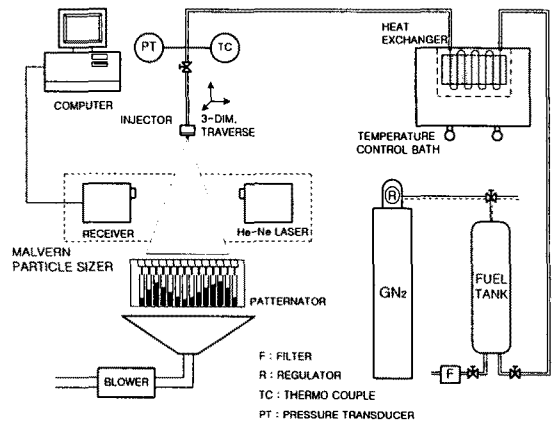 HEAT
EXCHANGER
PT
TC
COMPUTER
INJECTOR
3-DIM.
TRAVERSE
TEMPERATURE
CONTROL BATH
R
RECEIVER
He-Ne LASER
MALVERN
PARTICLE SIZER
PATTERNATOR
GN2
FUEL
TANK
F
BLOWER
F : FILTER
R : REGULATOR
TC : THERMO COUPLE
PT : PRESSURE TRANSDUCER